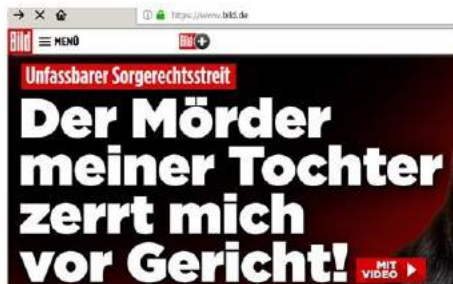 https://www.bild.de
Bild MENÜ Bild
Unfassbarer Sorgerechtsstreit
Der Mörder
meiner Tochter
zerrt mich
vor Gericht!
MIT
VIDEO